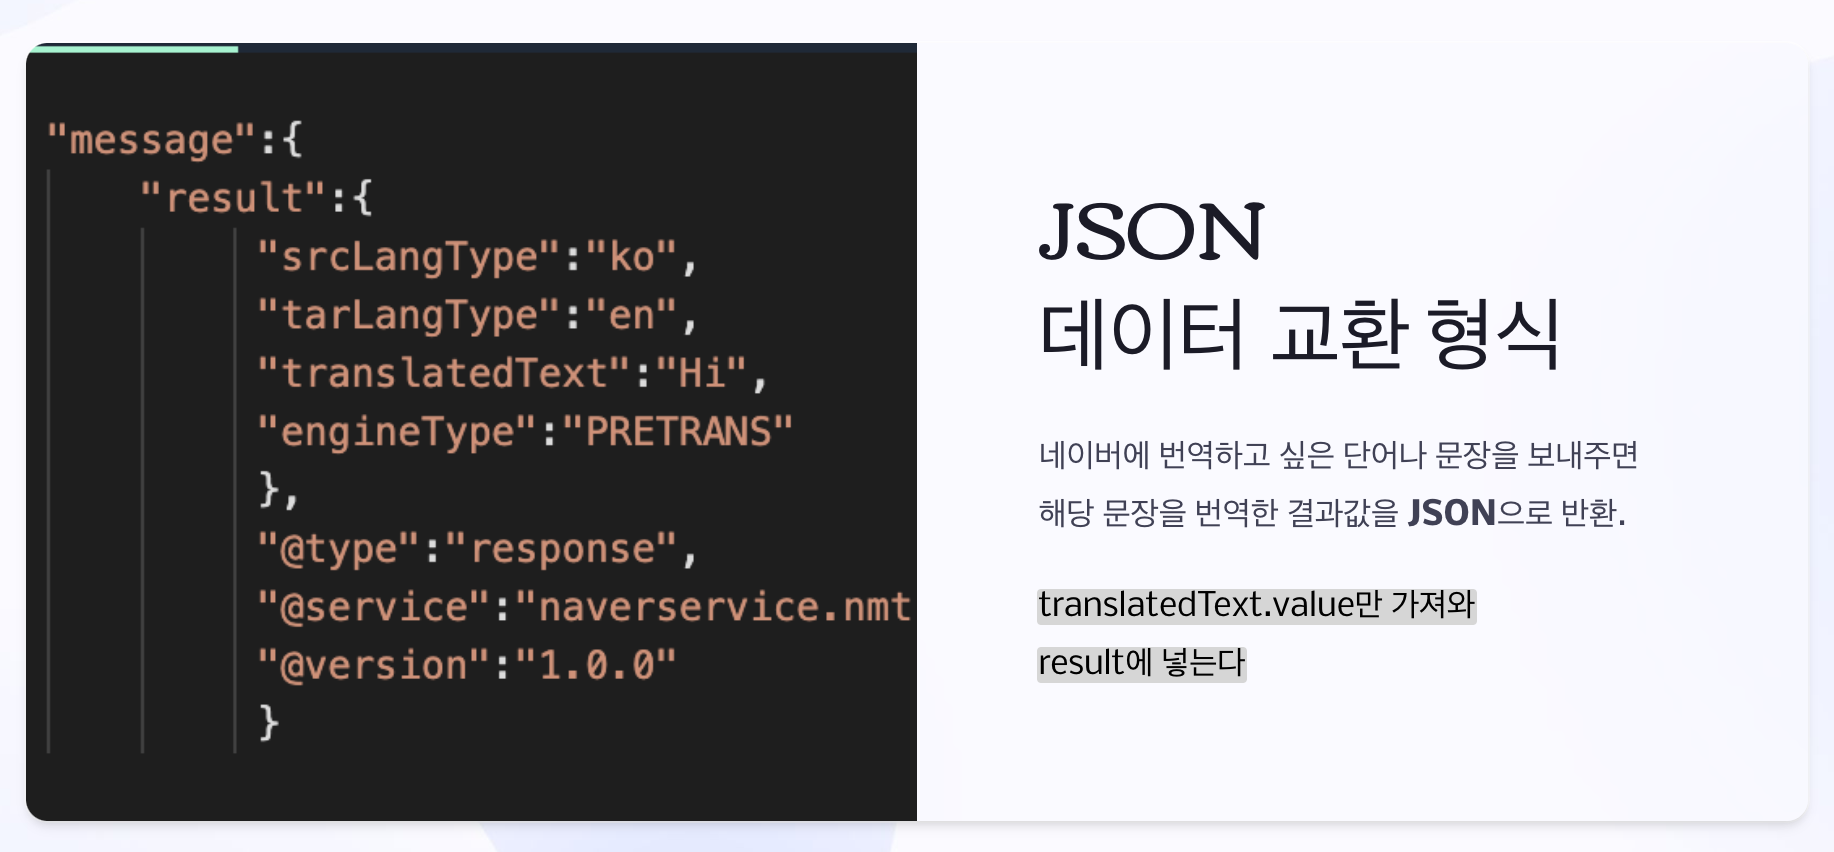 "message":{
"result":{
"srcLangType":"ko",
"tarLangType":"en",
"translatedText":"Hi",
"engineType":"PRETRANS"
},
"@type":"response",
"@service":"naverservice.nmt
"@version":"1.0.0"
}
JSON
데이터 교환 형식
네이버에 번역하고 싶은 단어나 문장을 보내주면
해당 문장을 번역한 결과값을 JSON으로 반환.
translatedText.value만 가져와
result에 넣는다